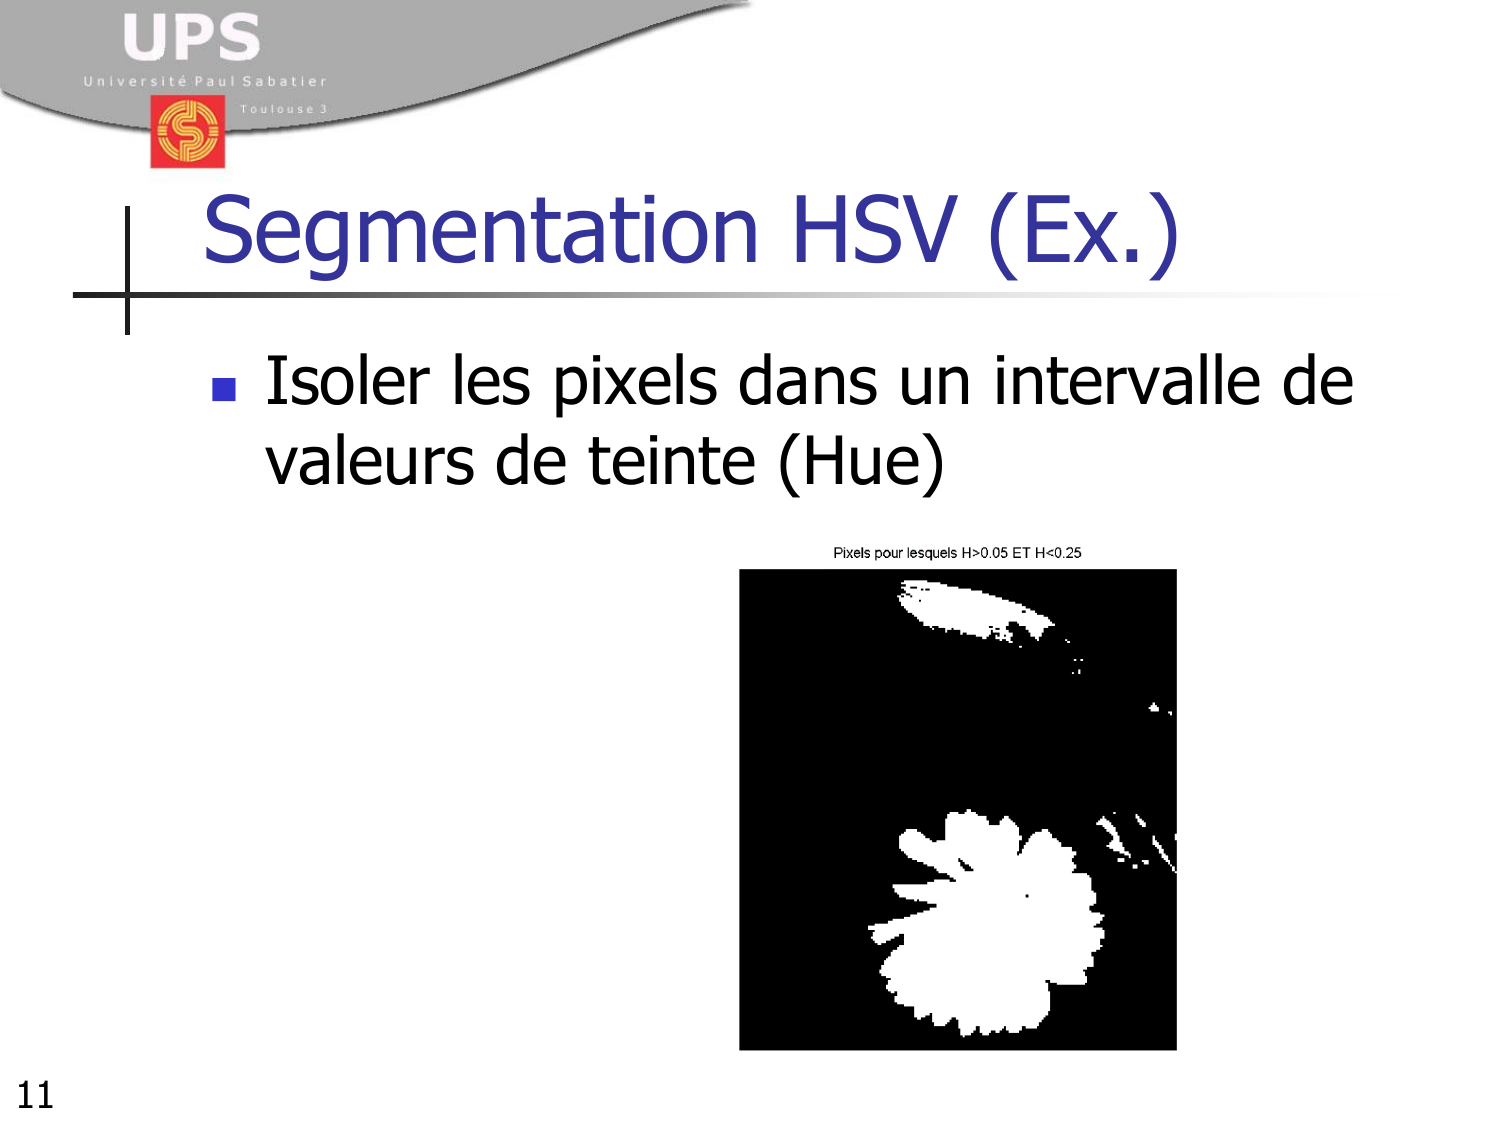 UPS
Université Paul Sabatier
Toulouse 3
Segmentation HSV (Ex.)
Isoler les pixels dans un intervalle de
valeurs de teinte (Hue)
Pixels pour lesquels H>0.05 ET H<0.25
11